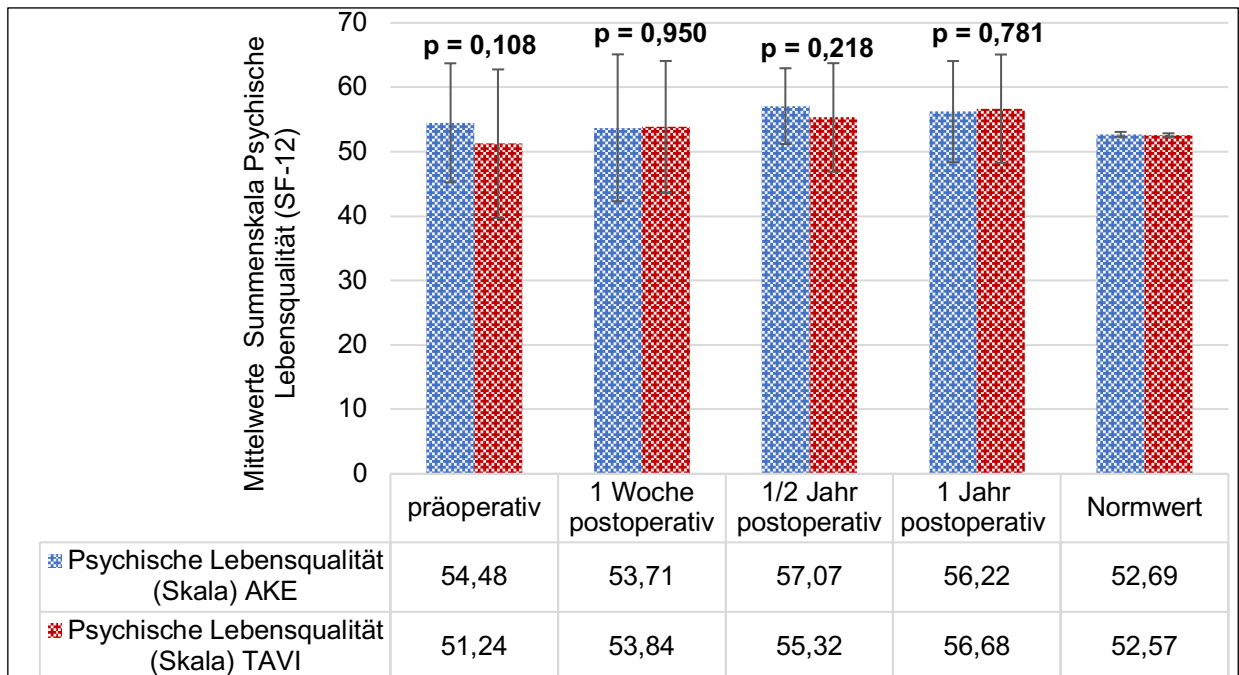 Mittelwerte Summenskala Psychische
Lebensqualität (SF-12)
70
60
50
40
30
20
10
0
p = 0,108
p = 0,950
p = 0,218
p = 0,781
präoperativ
1 Woche
postoperativ
1/2 Jahr
postoperativ
1 Jahr
postoperativ
Normwert
Psychische Lebensqualität
(Skala) AKE
54,48
53,71
57,07
56,22
52,69
Psychische Lebensqualität
(Skala) TAVI
51,24
53,84
55,32
56,68
52,57